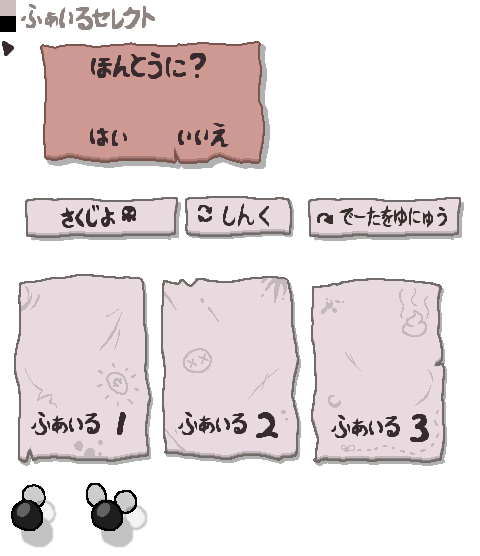 ふぁいるセレクト
ほんとうに?
はい いいえ
さくじょ
しんく
でーたをゆにゅう
ふぁいる 1
ふぁいる 2
ふぁいる 3